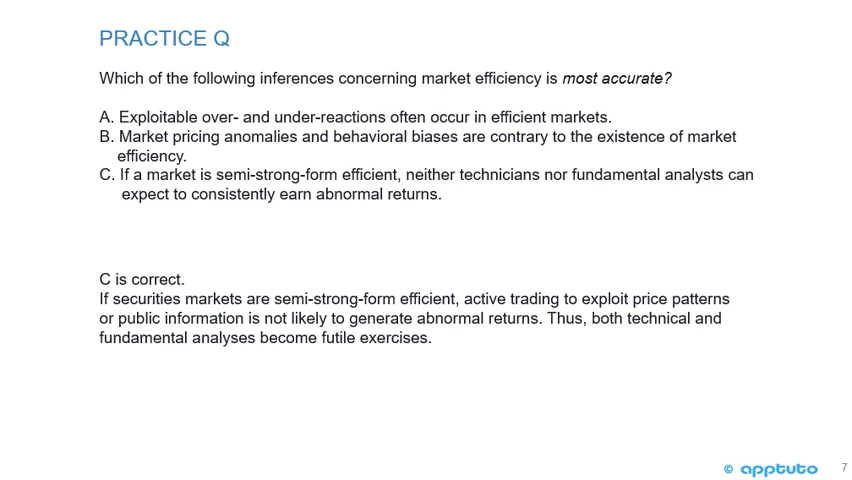 PRACTICE Q
Which of the following inferences concerning market efficiency is most accurate?
A. Exploitable over- and under-reactions often occur in efficient markets.
B. Market pricing anomalies and behavioral biases are contrary to the existence of market
efficiency.
C. If a market is semi-strong-form efficient, neither technicians nor fundamental analysts can
expect to consistently earn abnormal returns.
C is correct.
If securities markets are semi-strong-form efficient, active trading to exploit price patterns
or public information is not likely to generate abnormal returns. Thus, both technical and
fundamental analyses become futile exercises.
© apptuto 7